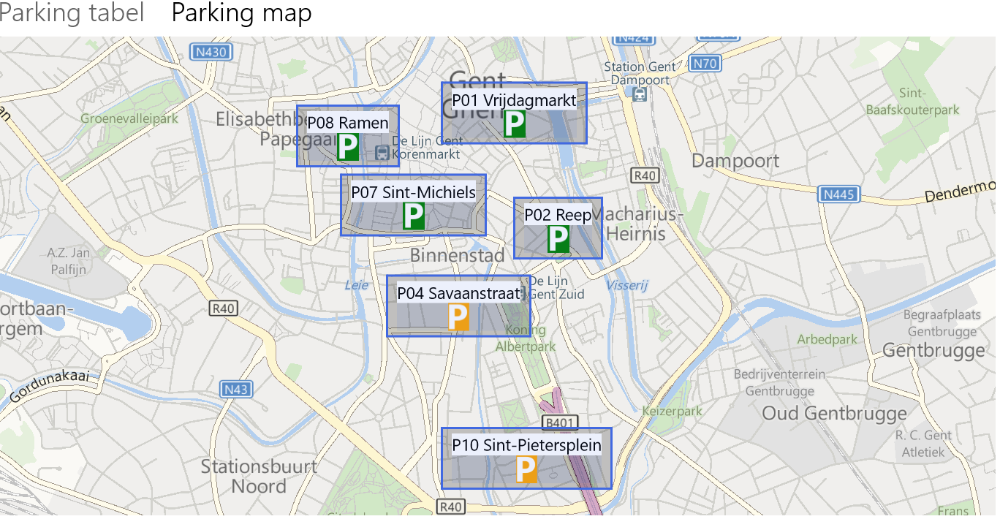 Parking tabel Parking map
N424
N430
N70
Station Gent
Dampoort
Gent
P01 Vrijdagmarkt
P
Sint-
Baafskouterpark
Groenevalleipark
P08 Ramen
P
De Lijn Gent
Korenmarkt
Dampoort
R40
P07 Sint-Michiels
P
N445
Dendermo
P02 Reep
P
Macharius-
Heirnis
A.Z. Jan
Palfijn
Binnenstad
Leie
De Lijn
Gent Zuid
Visserij
P04 Savaanstraat
P
R40
ortbaan-
rgem
Koning
Albertpark
Begraafplaats
Gentbrugge
Arbedpark
Gentbrugge
Gordunakaai
N43
Bedrijventerrein
Gentbrugge
Keizerpark
Oud Gentbrugge
B401
P10 Sint-Pietersplein
P
R. C. Gent
Atletiek
Stationsbuurt
Noord
R40
Frans